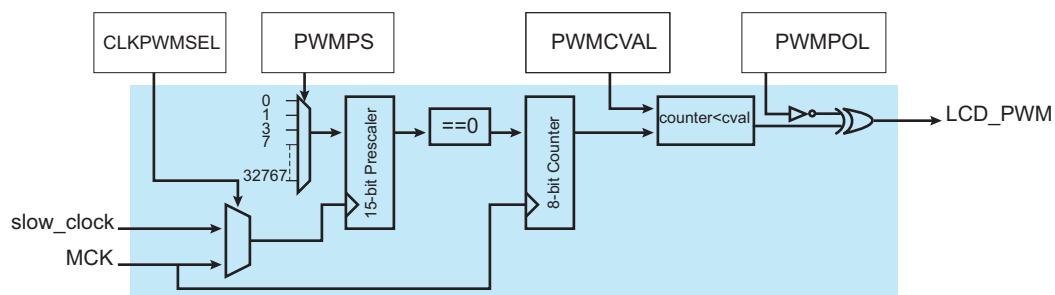 CLKPWMSEL
PWMPS
PWMCVAL
PWMPOL
0
1
3
7
32767
15-bit Prescaler
==0
8-bit Counter
counter<cval
LCD_PWM
slow_clock
MCK